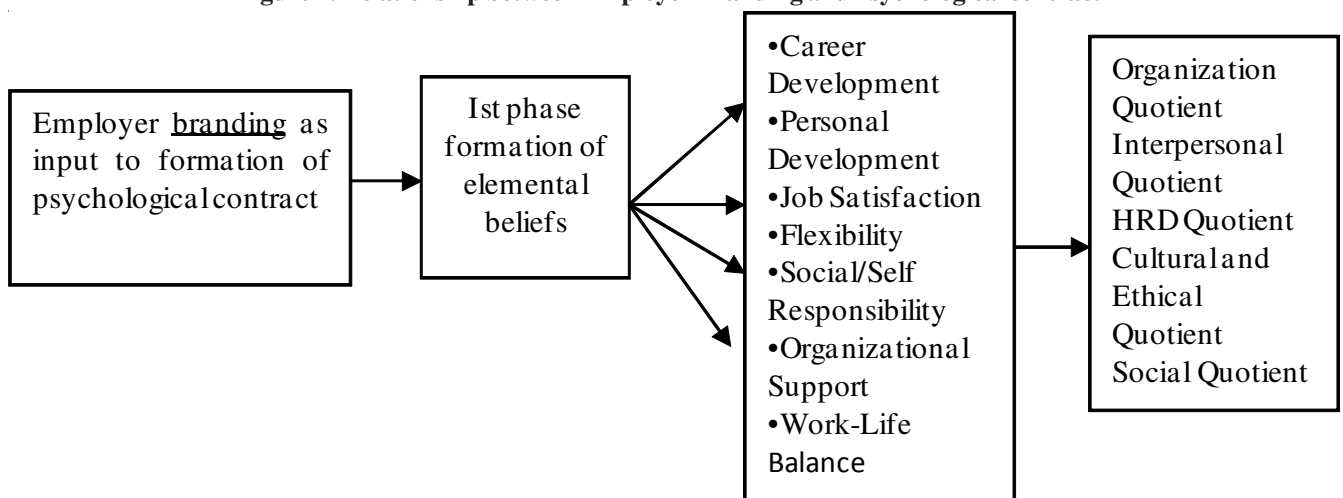 Employer branding as
input to formation of
psychological contract
Ist phase
formation of
elemental
beliefs
•Career
Development
•Personal
Development
•Job Satisfaction
•Flexibility
•Social/Self
Responsibility
•Organizational
Support
•Work-Life
Balance
Organization
Quotient
Interpersonal
Quotient
HRD Quotient
Cultural and
Ethical
Quotient
Social Quotient